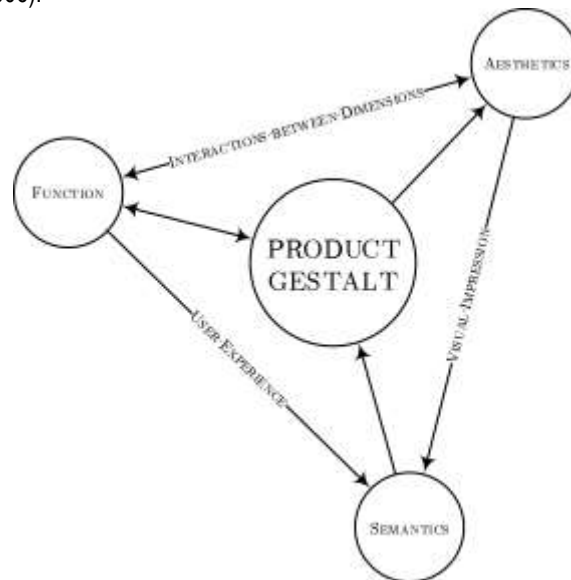 AESTHETICS
INTERACTIONS BETWEEN DIMENSIONS
FUNCTION
PRODUCT
GESTALT
VISUAL IMPRESSION
USER EXPERIENCE
SEMANTICS